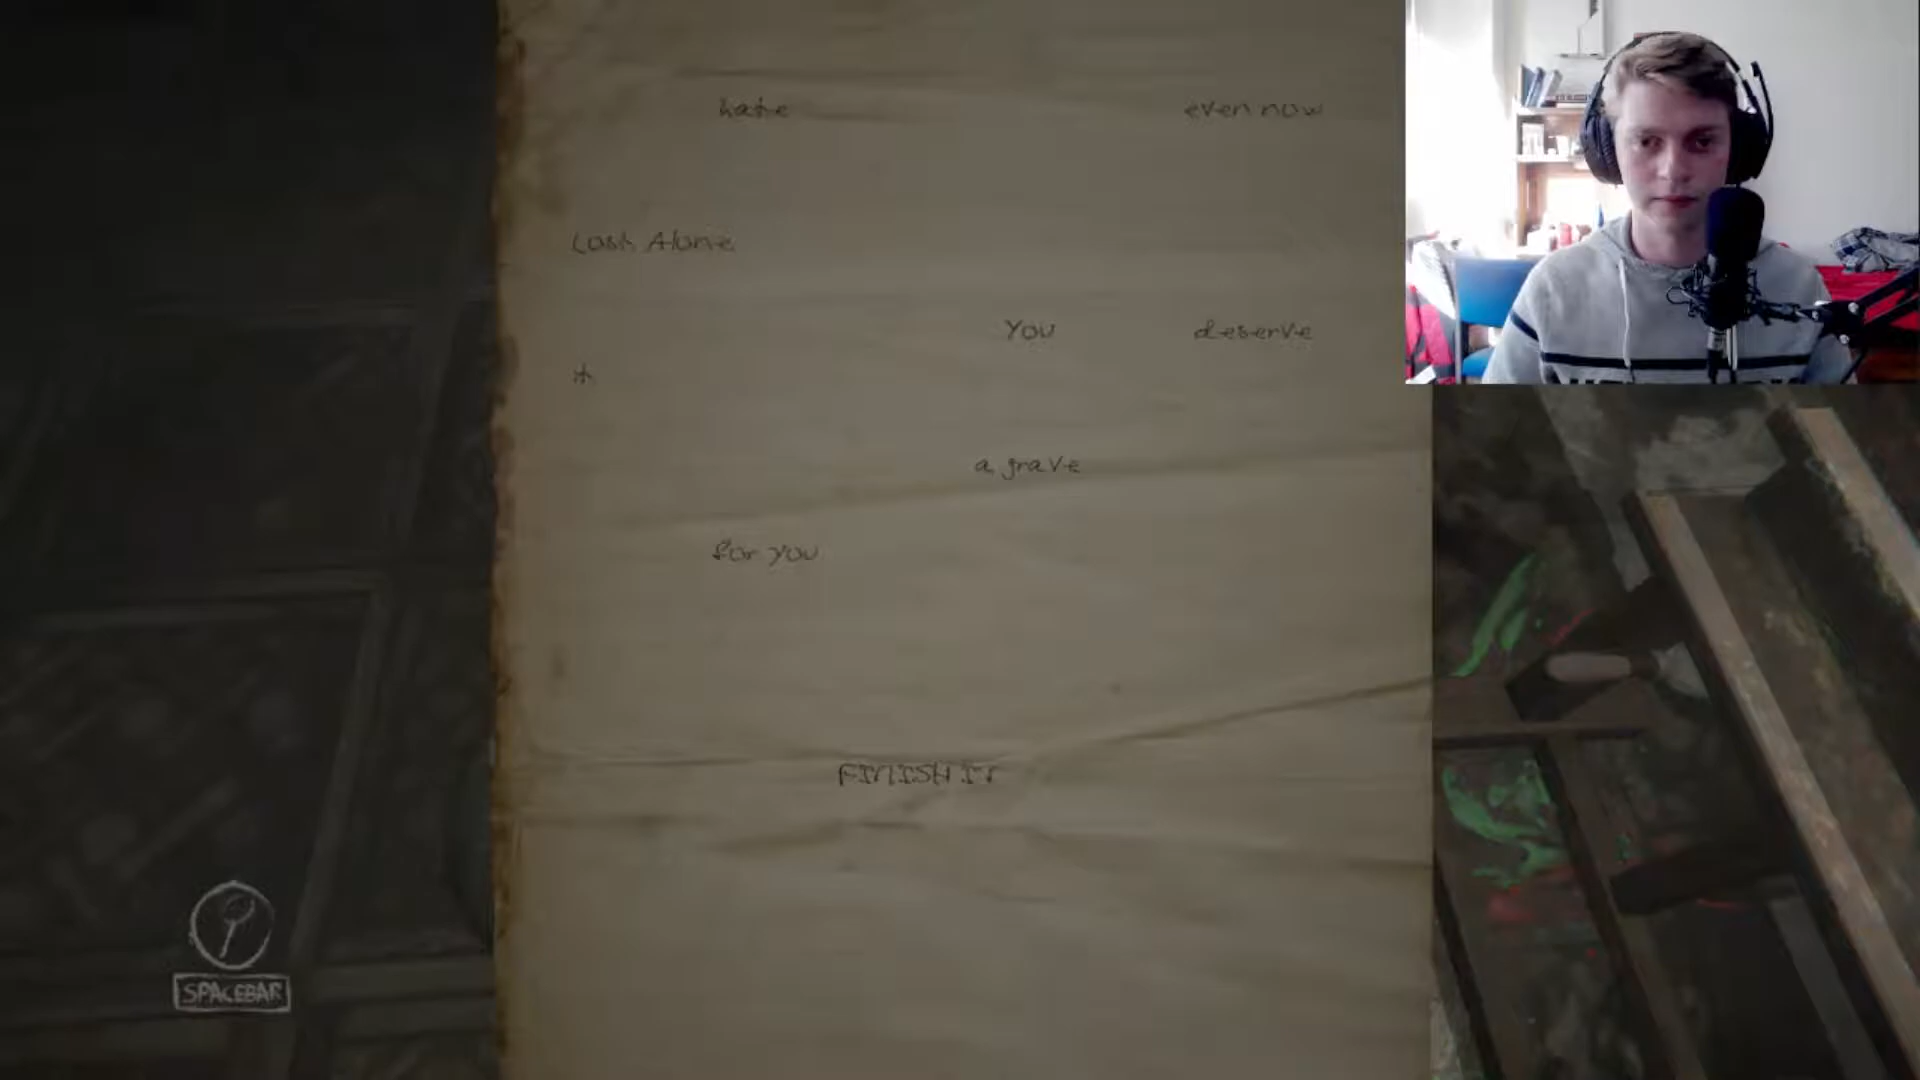 hate even now
Lost Alone
You deserve
it
a grave
for you
FINISH IT
SPACEBAR